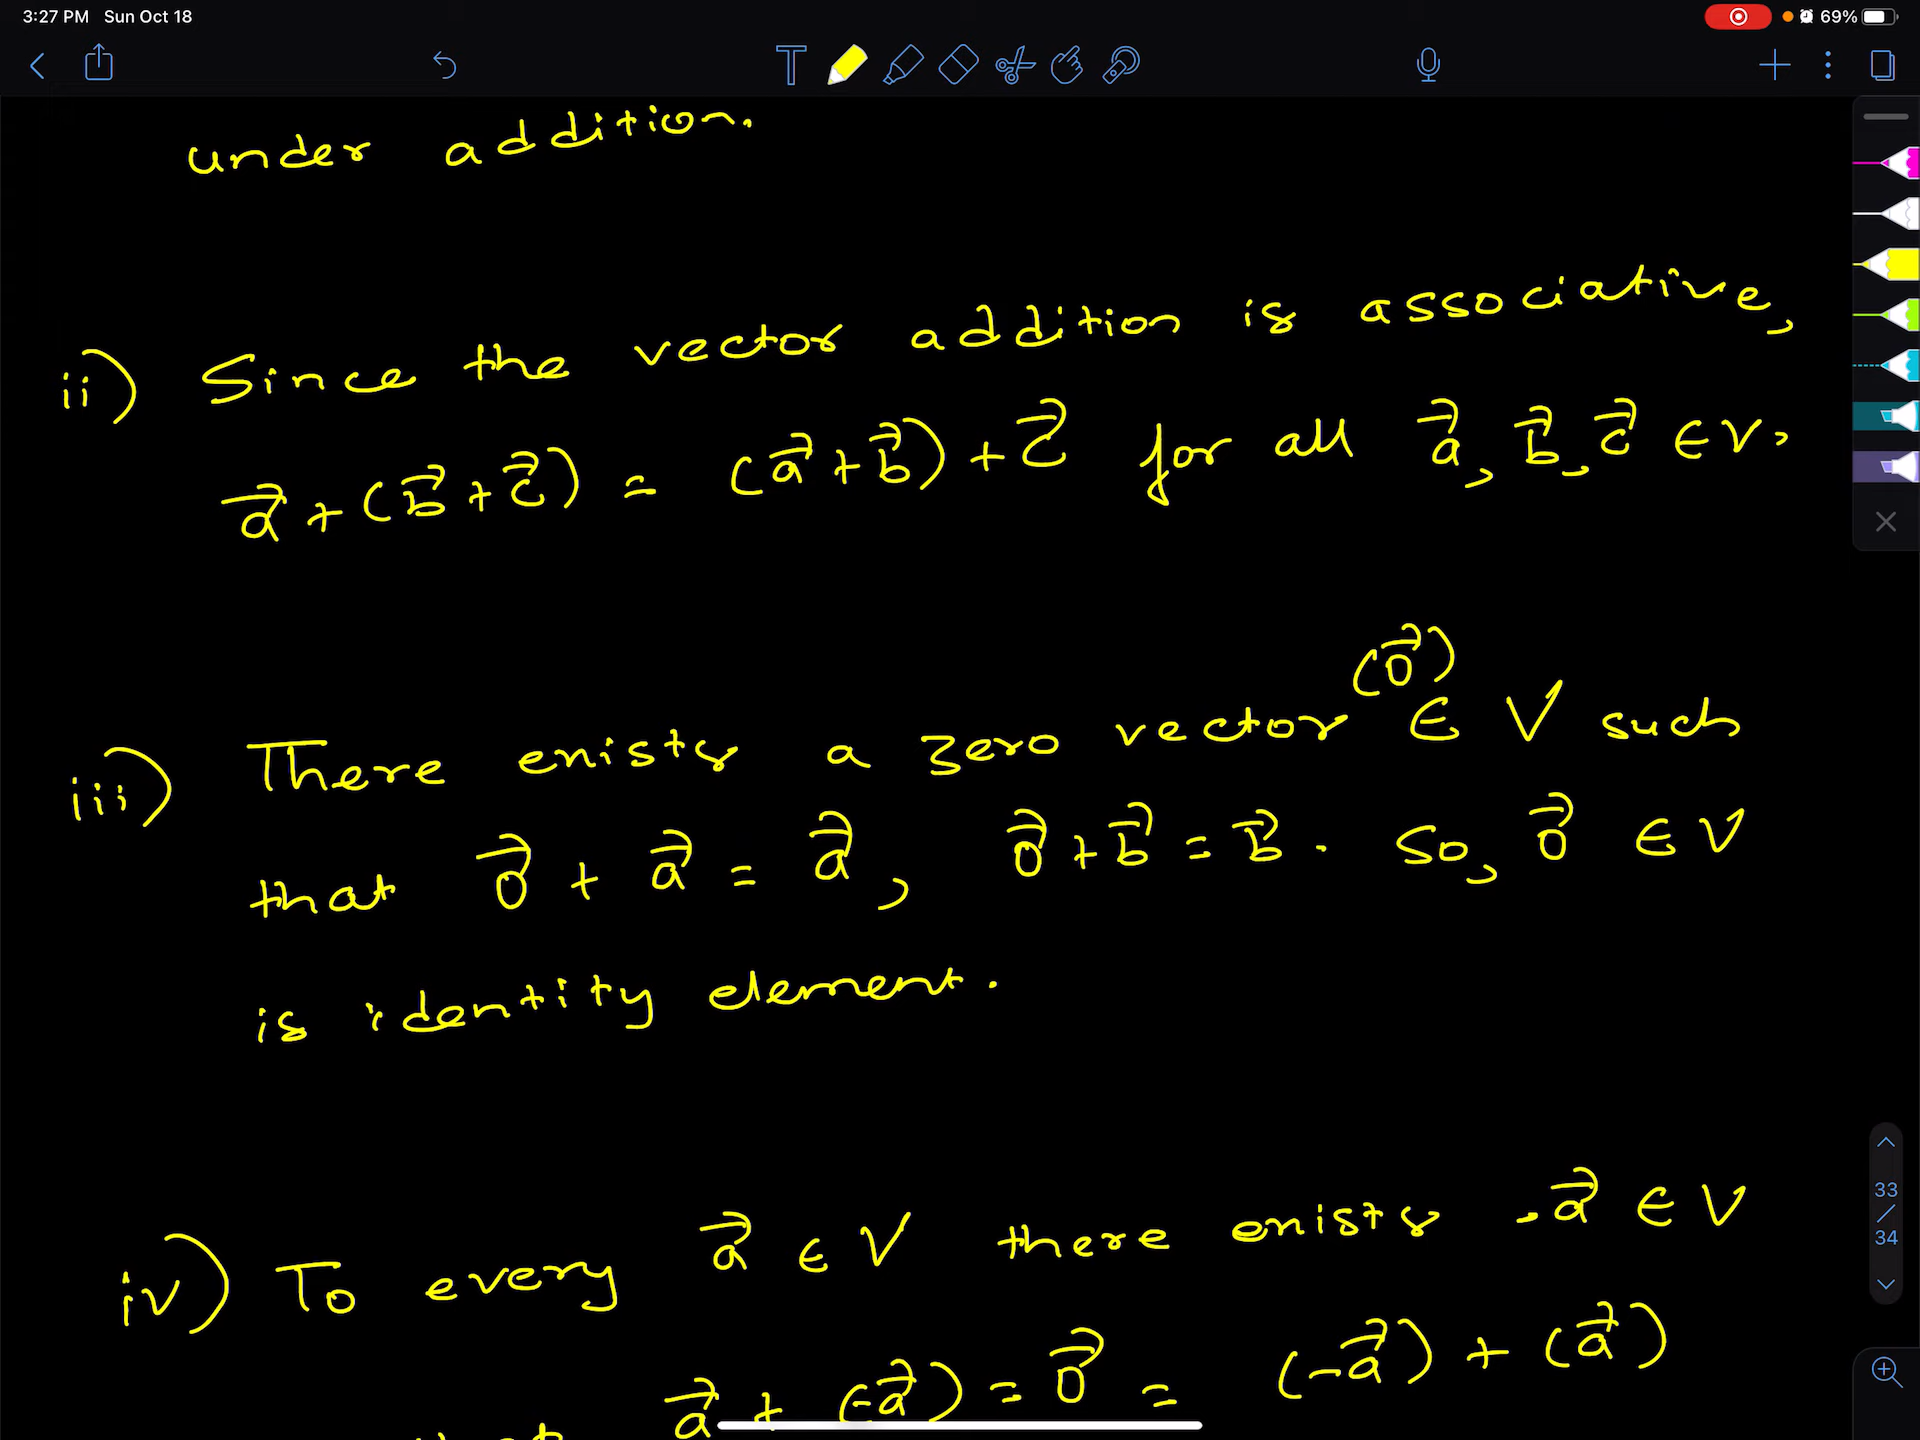 3:27 PM Sun Oct 18 69%
under addition.
ii) Since the vector addition is associative,
a⃗ + (b⃗ + c⃗) = (a⃗ + b⃗) + c⃗ for all a⃗, b⃗, c⃗ ∈ V.
(0⃗)
iii) There exists a zero vector ∈ V such
that 0⃗ + a⃗ = a⃗, 0⃗ + b⃗ = b⃗. So, 0⃗ ∈ V
is identity element.
iv) To every a⃗ ∈ V there exists -a⃗ ∈ V
that a⃗ + (-a⃗) = 0⃗ = (-a⃗) + (a⃗)
33
/
34